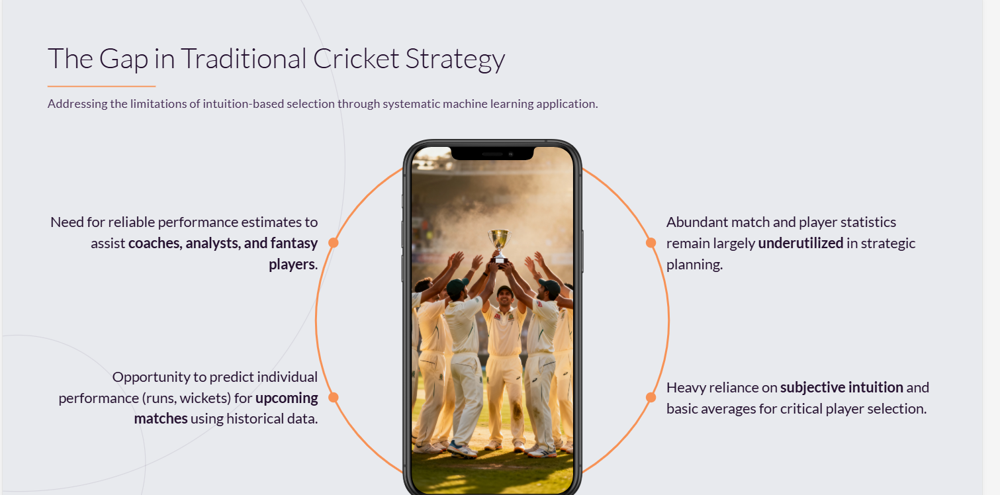 The Gap in Traditional Cricket Strategy
Addressing the limitations of intuition-based selection through systematic machine learning application.
Need for reliable performance estimates to
assist coaches, analysts, and fantasy
players.
Abundant match and player statistics
remain largely underutilized in strategic
planning.
Opportunity to predict individual
performance (runs, wickets) for upcoming
matches using historical data.
Heavy reliance on subjective intuition and
basic averages for critical player selection.